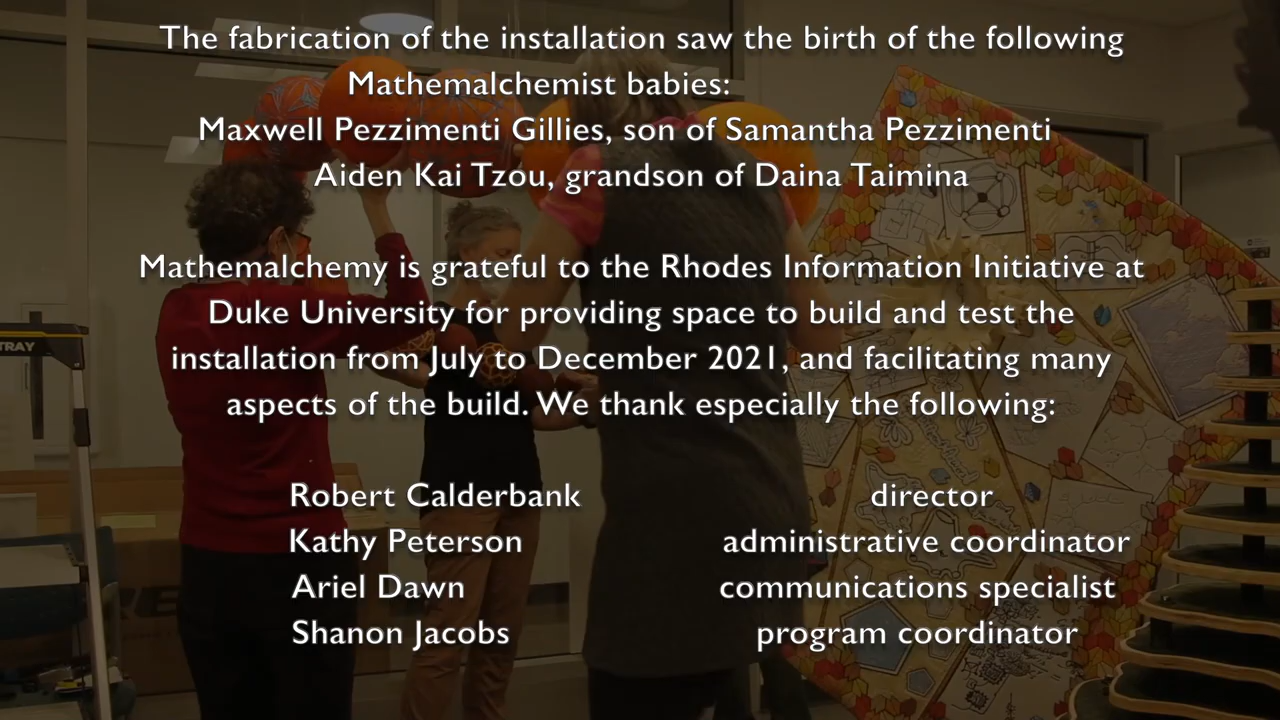 The fabrication of the installation saw the birth of the following
Mathemalchemist babies:
Maxwell Pezzimenti Gillies, son of Samantha Pezzimenti
Aiden Kai Tzou, grandson of Daina Taimina
Mathemalchemy is grateful to the Rhodes Information Initiative at
Duke University for providing space to build and test the
installation from July to December 2021, and facilitating many
aspects of the build. We thank especially the following:
Robert Calderbank director
Kathy Peterson administrative coordinator
Ariel Dawn communications specialist
Shanon Jacobs program coordinator
TRAY